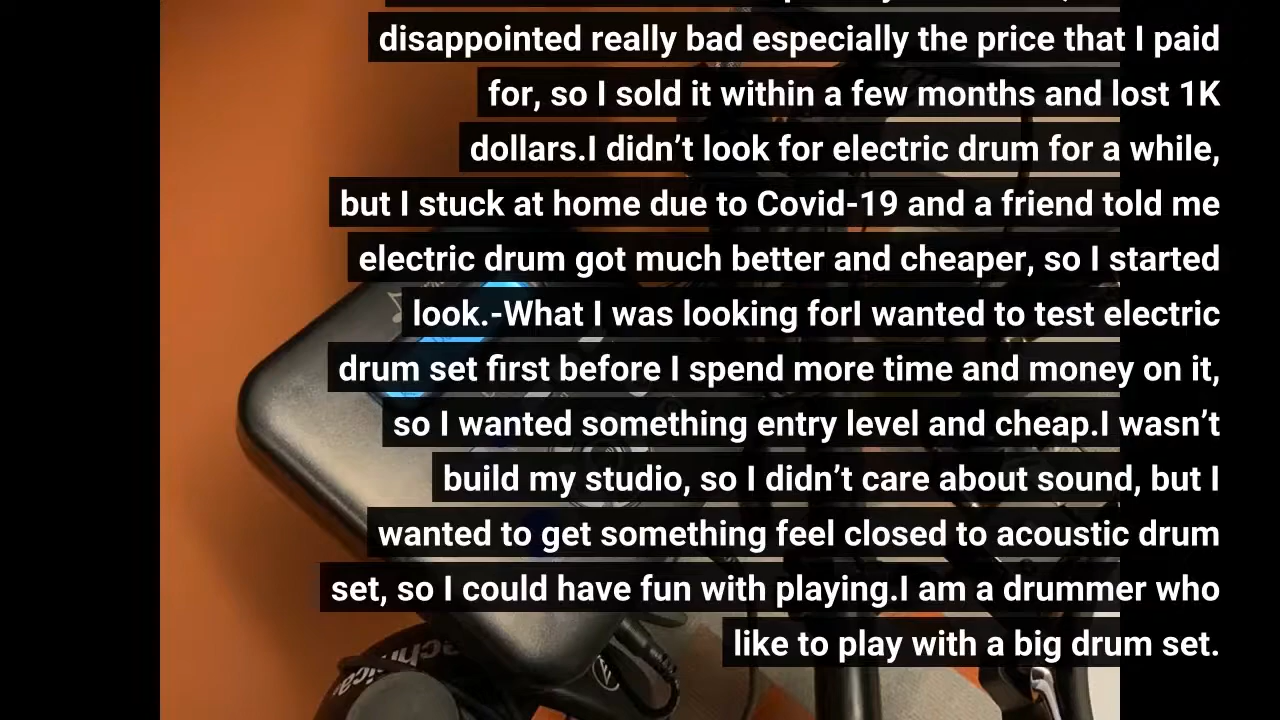 disappointed really bad especially the price that I paid
for, so I sold it within a few months and lost 1K
dollars.I didn’t look for electric drum for a while,
but I stuck at home due to Covid-19 and a friend told me
electric drum got much better and cheaper, so I started
look.-What I was looking forI wanted to test electric
drum set first before I spend more time and money on it,
so I wanted something entry level and cheap.I wasn’t
build my studio, so I didn’t care about sound, but I
wanted to get something feel closed to acoustic drum
set, so I could have fun with playing.I am a drummer who
like to play with a big drum set.